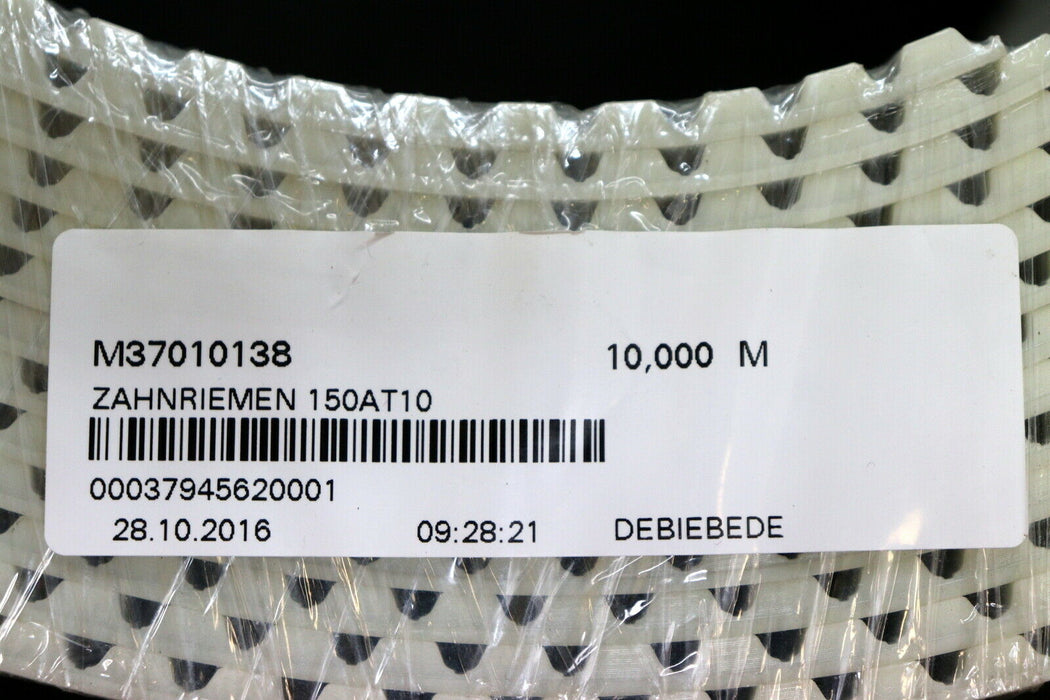 M37010138 10,000 M
ZAHNRIEMEN 150AT10
00037945620001
28.10.2016 09:28:21 DEBIEBEDE